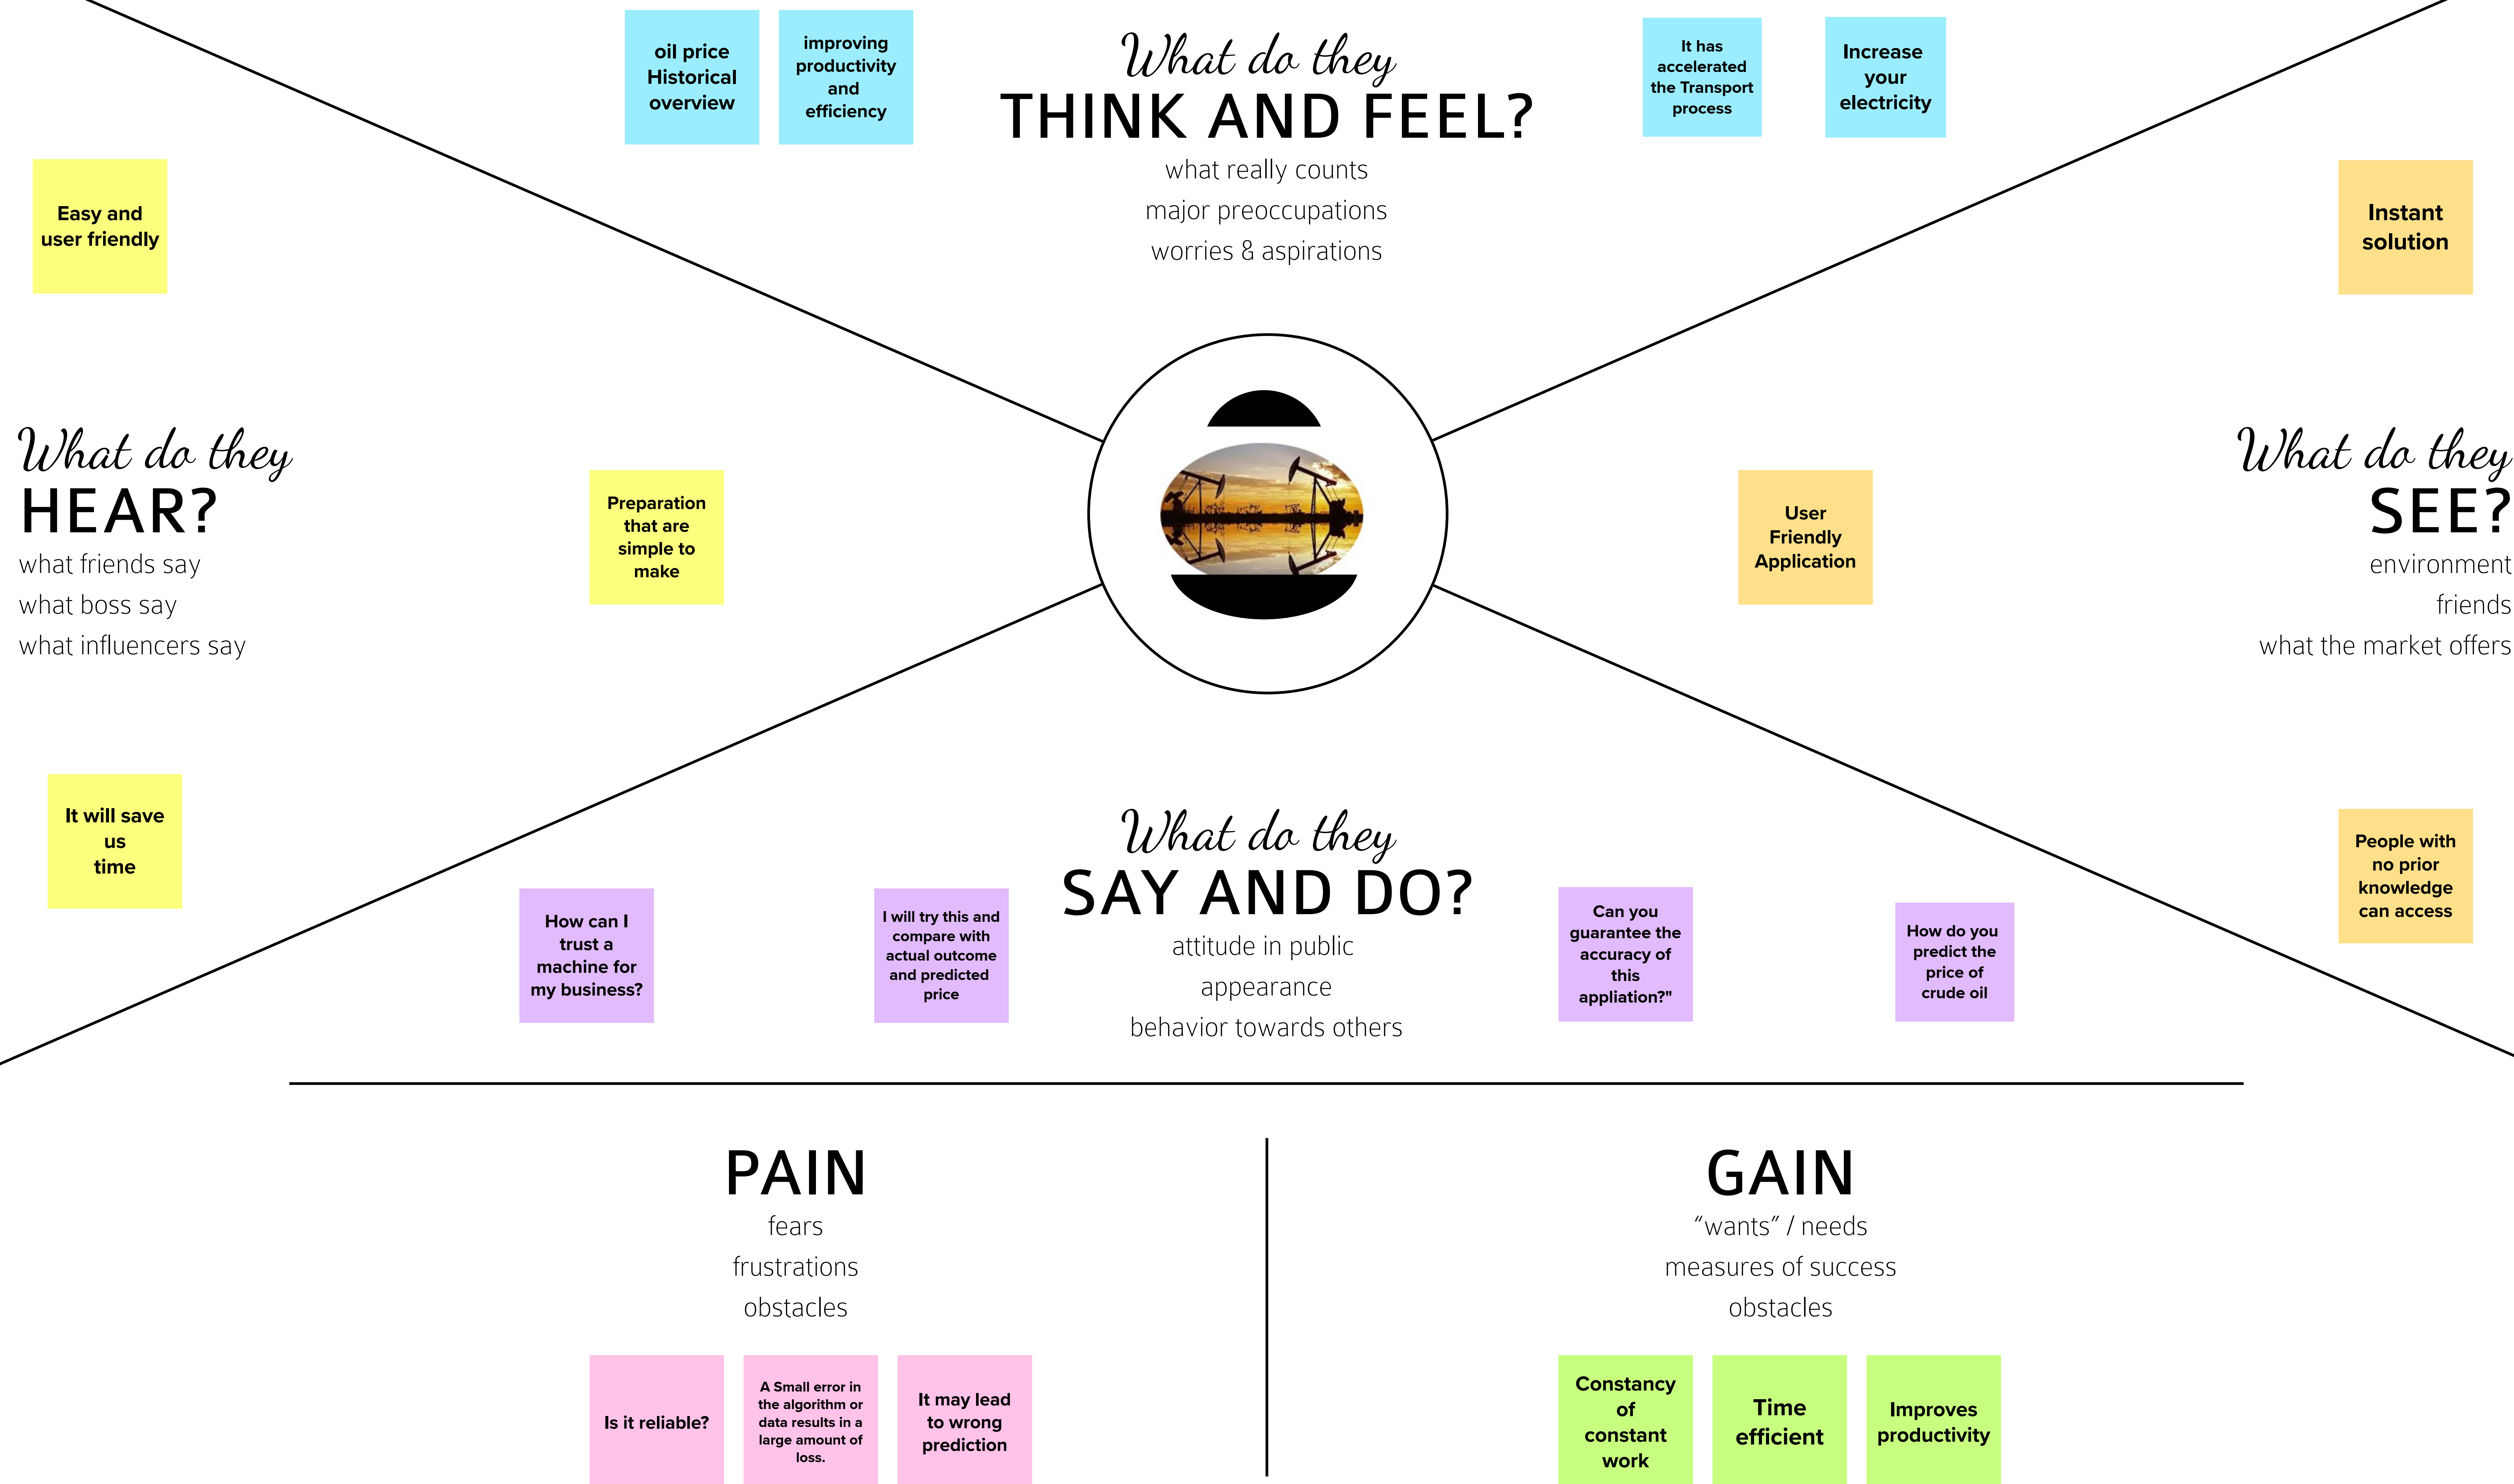 oil price
Historical
overview
improving
productivity
and
efficiency
What do they
THINK AND FEEL?
what really counts
major preoccupations
worries & aspirations
It has
accelerated
the Transport
process
Increase
your
electricity
Easy and
user friendly
Instant
solution
What do they
HEAR?
what friends say
what boss say
what influencers say
Preparation
that are
simple to
make
User
Friendly
Application
What do they
SEE?
environment
friends
what the market offers
It will save
us
time
What do they
SAY AND DO?
attitude in public
appearance
behavior towards others
How can I
trust a
machine for
my business?
I will try this and
compare with
actual outcome
and predicted
price
Can you
guarantee the
accuracy of
this
appliation?"
How do you
predict the
price of
crude oil
People with
no prior
knowledge
can access
PAIN
fears
frustrations
obstacles
Is it reliable?
A Small error in
the algorithm or
data results in a
large amount of
loss.
It may lead
to wrong
prediction
GAIN
“wants” / needs
measures of success
obstacles
Constancy
of
constant
work
Time
efficient
Improves
productivity